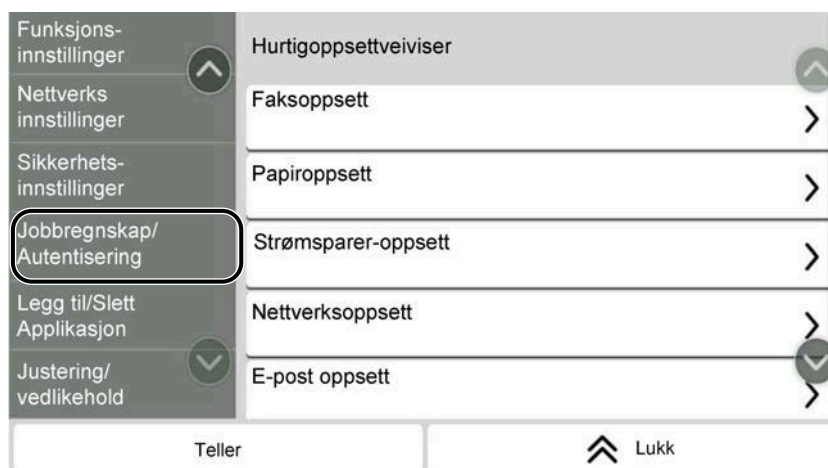 Funksjons-
innstillinger
Nettverks
innstillinger
Sikkerhets-
innstillinger
Jobbregnskap/
Autentisering
Legg til/Slett
Applikasjon
Justering/
vedlikehold
Hurtigoppsettveiviser
Faksoppsett
Papiroppsett
Strømsparer-oppsett
Nettverksoppsett
E-post oppsett
Teller
Lukk